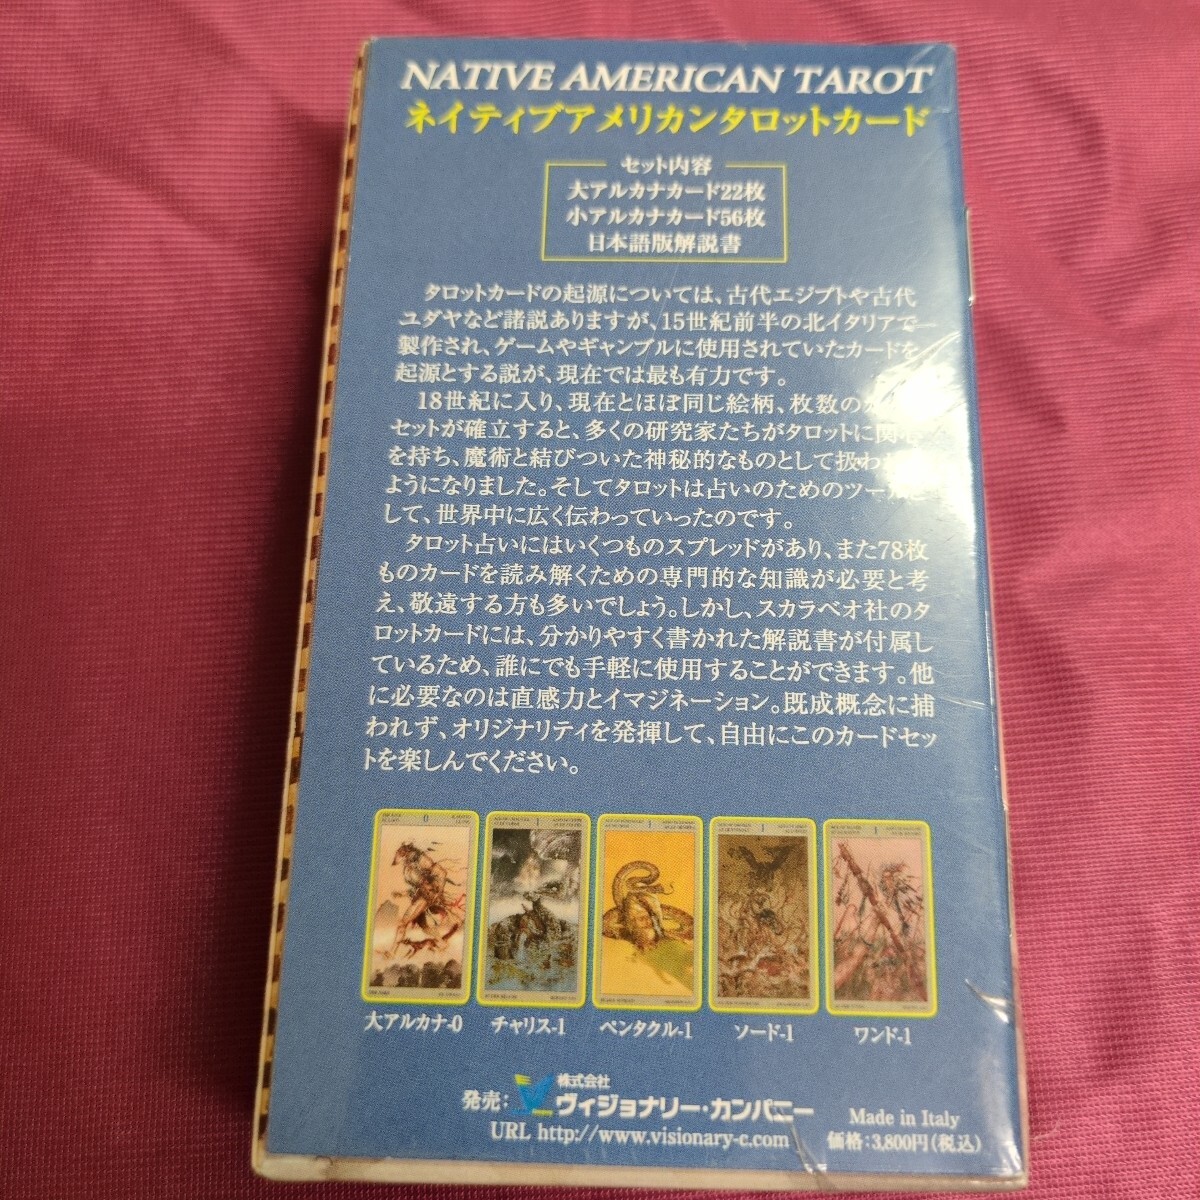 NATIVE AMERICAN TAROT
ネイティブアメリカンタロットカード
セット内容
大アルカナカード22枚
小アルカナカード56枚
日本語版解説書
タロットカードの起源については、古代エジプトや古代
ユダヤなど諸説ありますが、15世紀前半の北イタリアで
製作され、ゲームやギャンブルに使用されていたカードを
起源とする説が、現在では最も有力です。
18世紀に入り、現在とほぼ同じ絵柄、枚数の
セットが確立すると、多くの研究家たちがタロットに関心
を持ち、魔術と結びついた神秘的なものとして扱わ
ようになりました。そしてタロットは占いのためのツールと
して、世界中に広く伝わっていったのです。
タロット占いにはいくつものスプレッドがあり、また78枚
ものカードを読み解くための専門的な知識が必要と考
え、敬遠する方も多いでしょう。しかし、スカラベオ社のタ
ロットカードには、分かりやすく書かれた解説書が付属し
ているため、誰にでも手軽に使用することができます。他
に必要なのは直感力とイマジネーション。既成概念に捕
われず、オリジナリティを発揮して、自由にこのカードセッ
トを楽しんでください。
0
1
1
1
1
大アルカナ-0
チャリス-1
ペンタクル-1
ソード-1
ワンド-1
発売：株式会社
ヴィジョナリー・カンパニー
URL http://www.visionary-c.com
Made in Italy
価格：3,800円（税込）